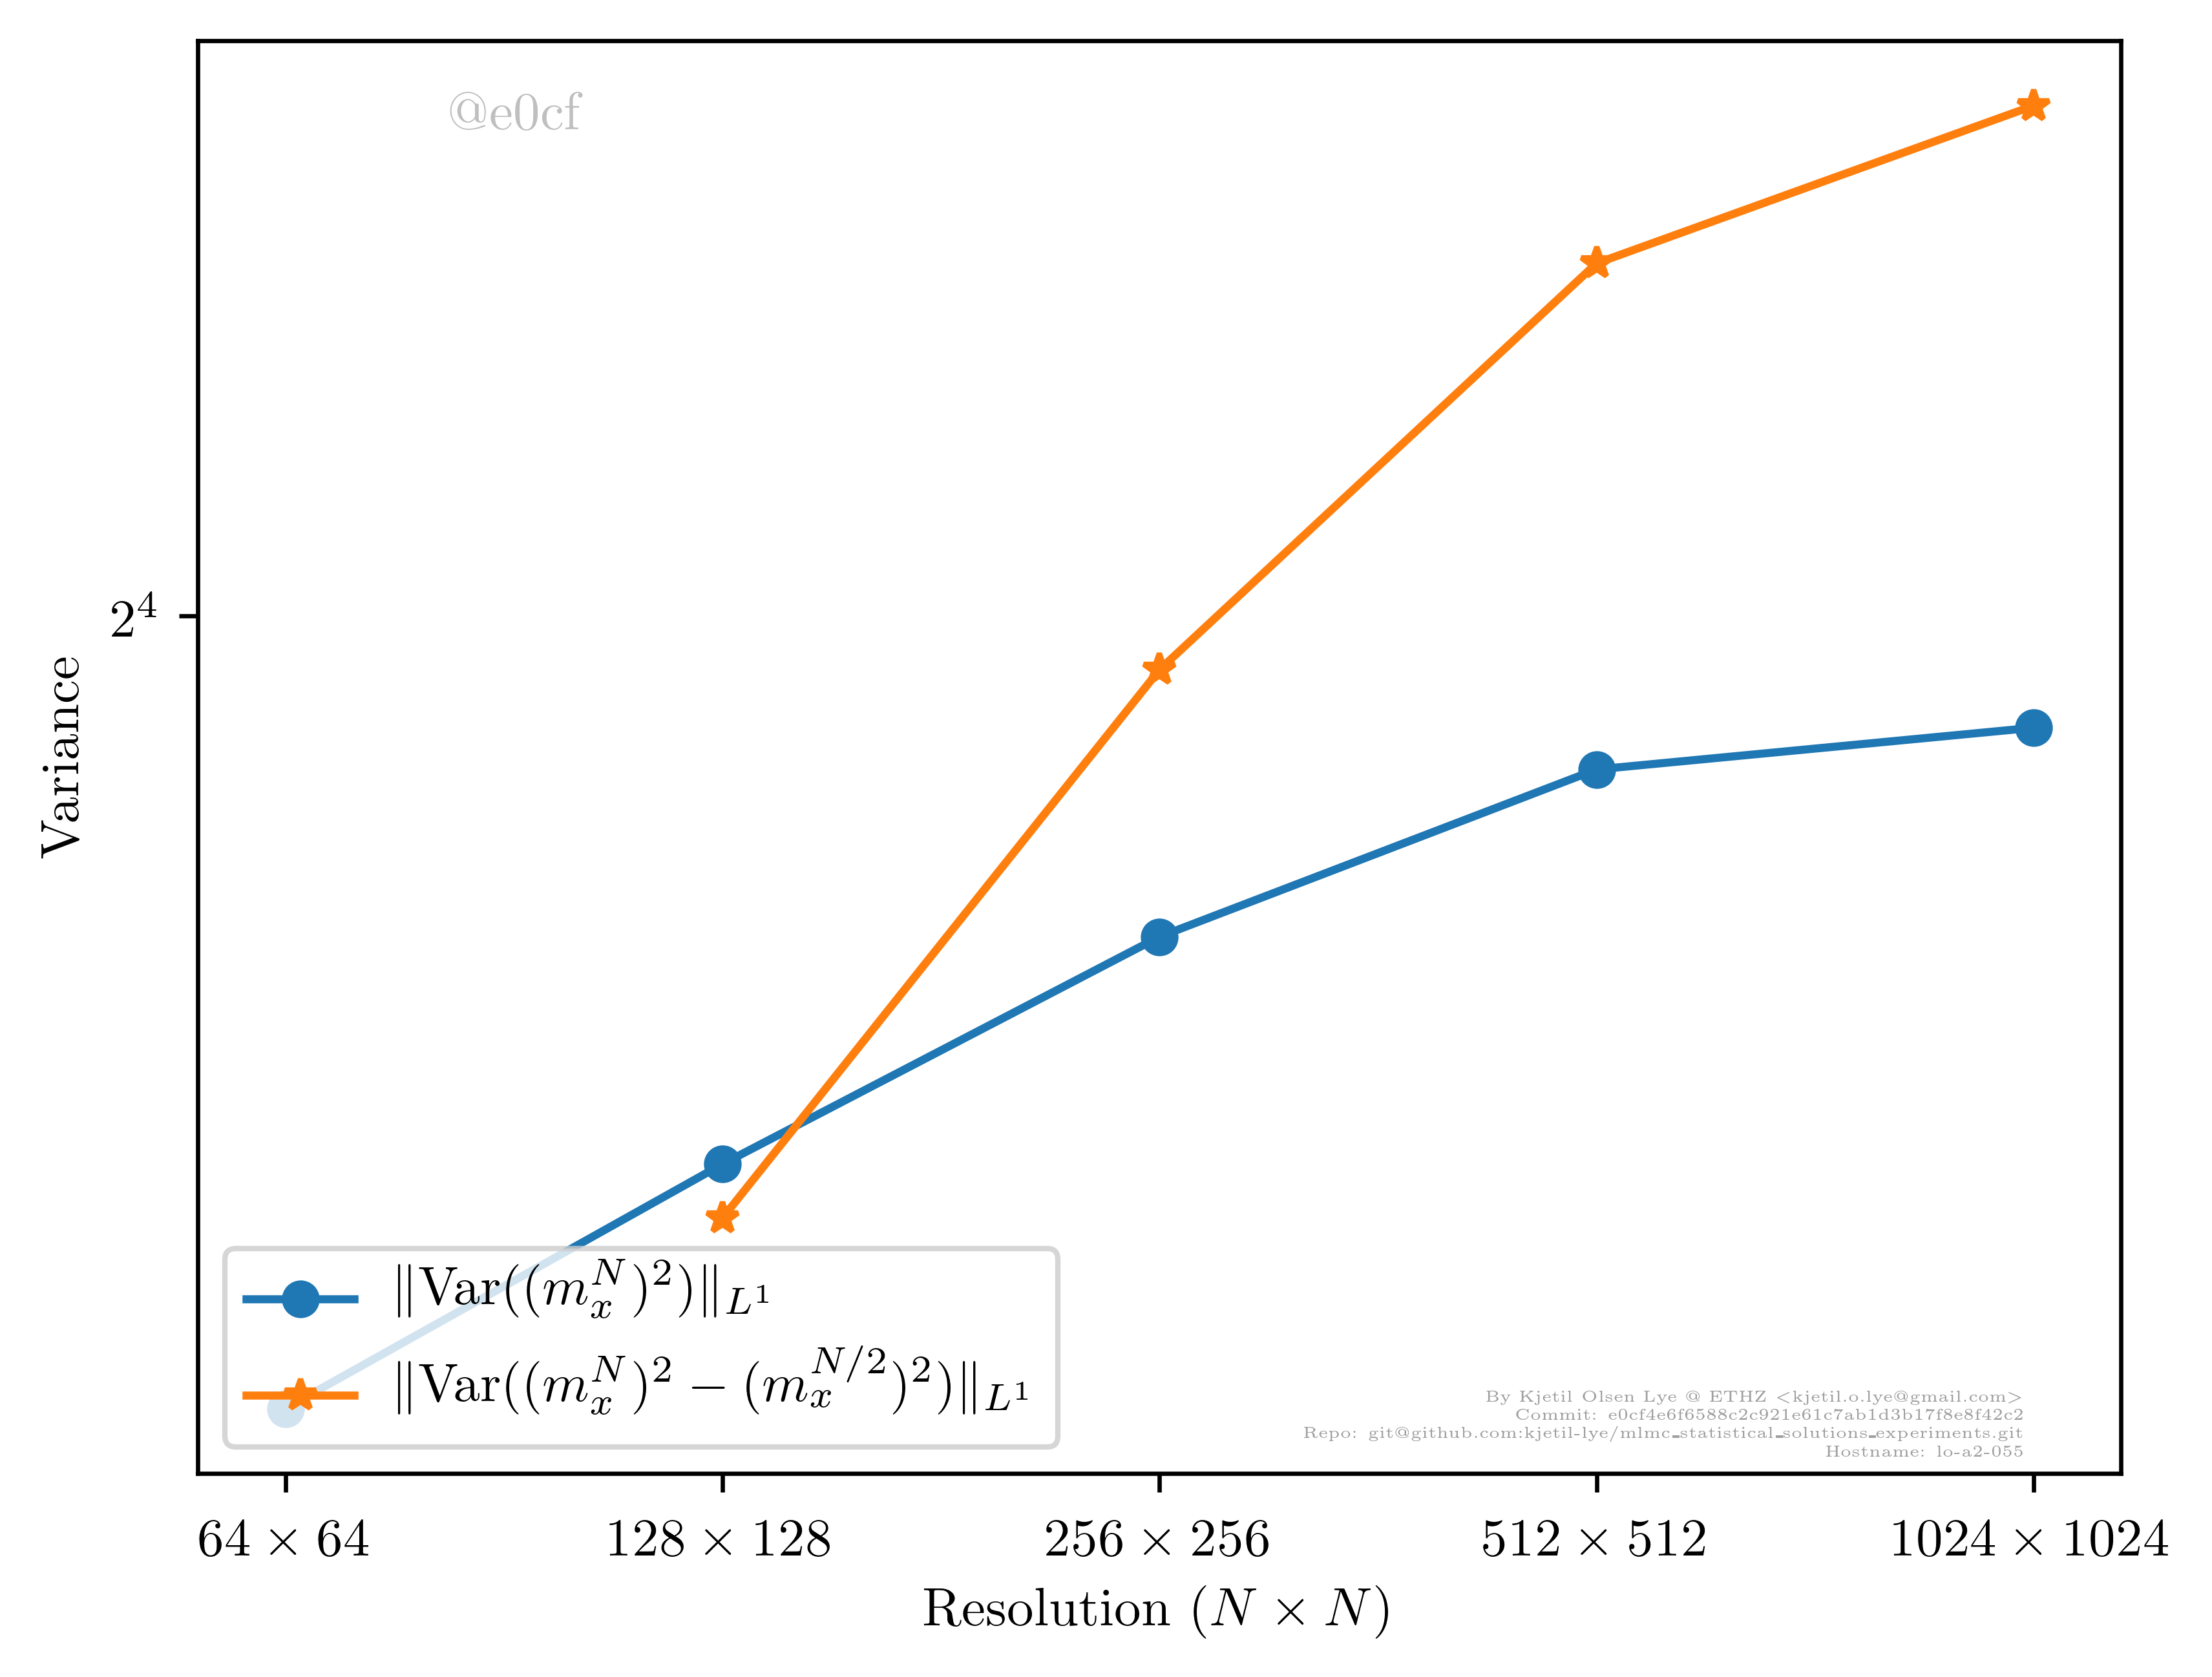 @e0cf
2^4
Variance
‖Var((m_x^N)^2)‖_{L^1}
‖Var((m_x^N)^2 − (m_x^{N/2})^2)‖_{L^1}
By Kjetil Olsen Lye @ ETHZ <kjetil.o.lye@gmail.com>
Commit: e0cf4e6f6588c2c921e61c7ab1d3b17f8e8f42c2
Repo: git@github.com:kjetil-lye/mlmc_statistical_solutions_experiments.git
Hostname: lo-a2-055
64 × 64 128 × 128 256 × 256 512 × 512 1024 × 1024
Resolution (N × N)